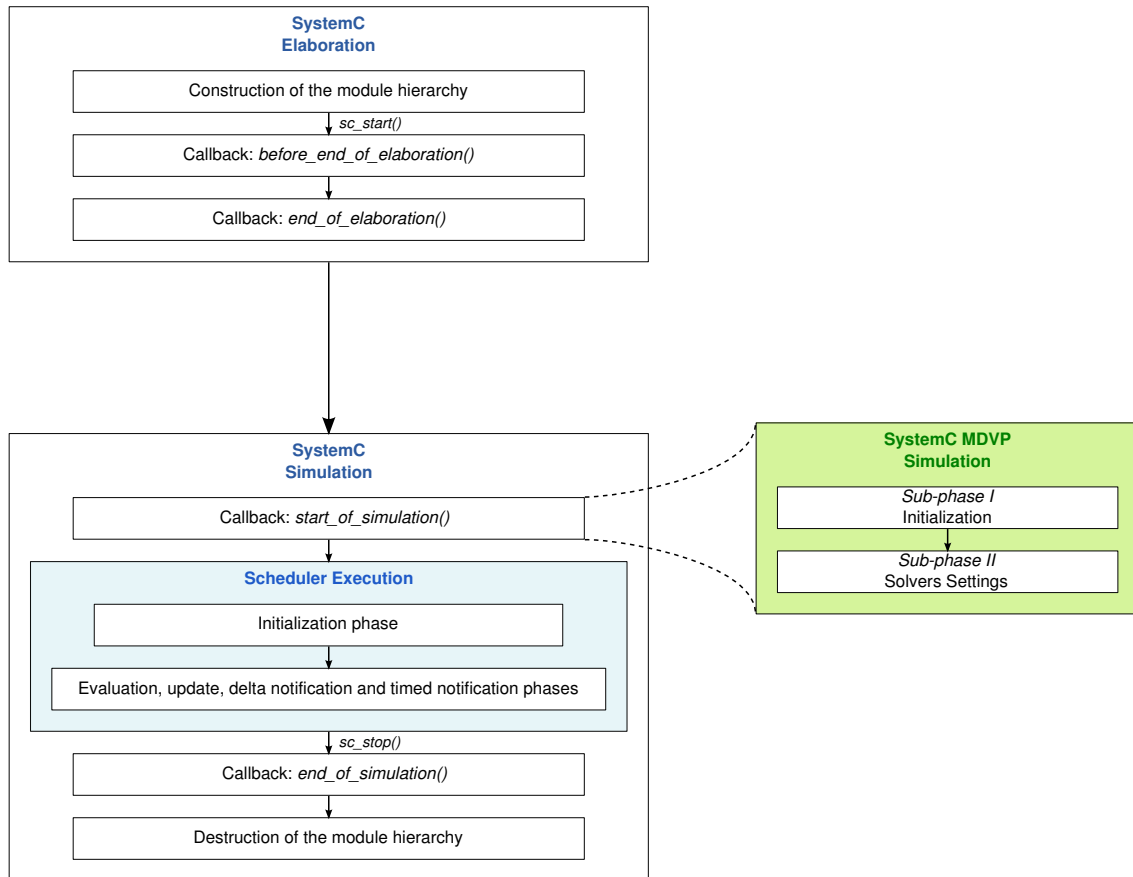 SystemC
Elaboration
Construction of the module hierarchy
sc_start()
Callback: before_end_of_elaboration()
Callback: end_of_elaboration()
SystemC
Simulation
Callback: start_of_simulation()
Scheduler Execution
Initialization phase
Evaluation, update, delta notification and timed notification phases
sc_stop()
Callback: end_of_simulation()
Destruction of the module hierarchy
SystemC MDVP
Simulation
Sub-phase I
Initialization
Sub-phase II
Solvers Settings